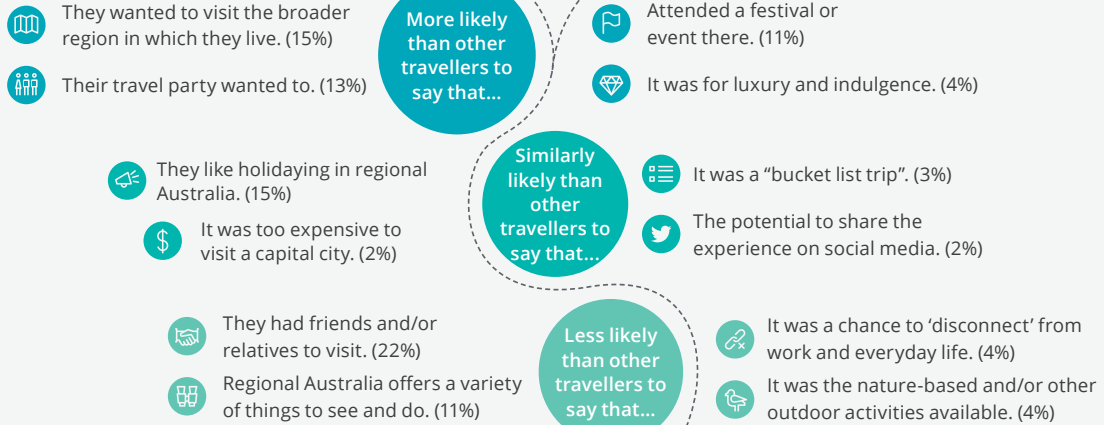 They wanted to visit the broader
region in which they live. (15%)
Their travel party wanted to. (13%)
More likely
than other
travellers to
say that...
Attended a festival or
event there. (11%)
It was for luxury and indulgence. (4%)
They like holidaying in regional
Australia. (15%)
It was too expensive to
visit a capital city. (2%)
Similarly
likely than
other
travellers to
say that...
It was a “bucket list trip”. (3%)
The potential to share the
experience on social media. (2%)
They had friends and/or
relatives to visit. (22%)
Regional Australia offers a variety
of things to see and do. (11%)
Less likely
than other
travellers to
say that...
It was a chance to ‘disconnect’ from
work and everyday life. (4%)
It was the nature-based and/or other
outdoor activities available. (4%)